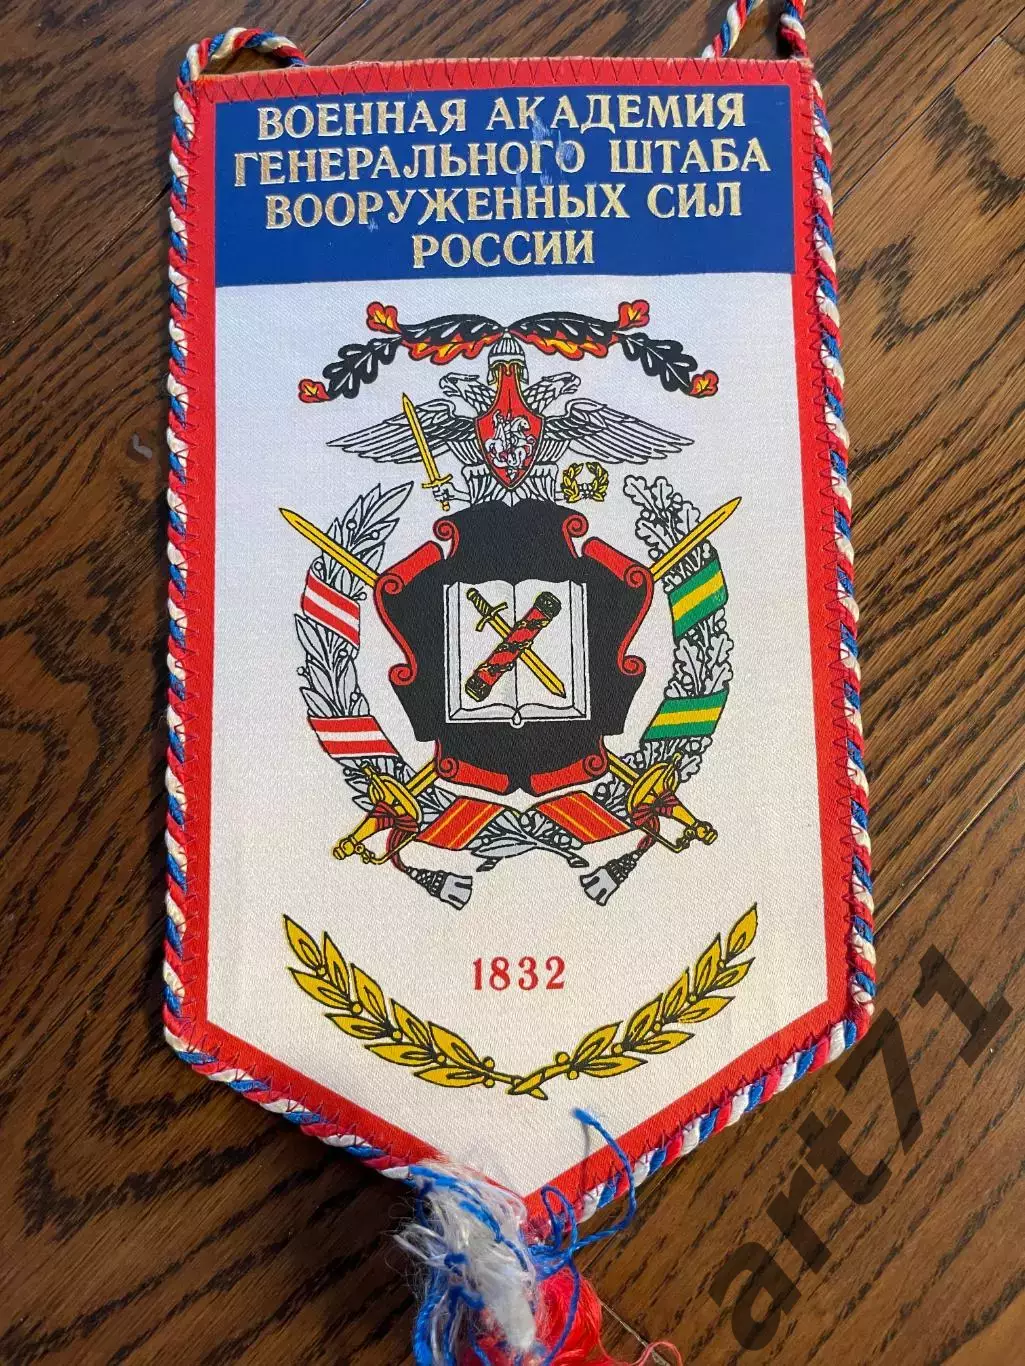 ВОЕННАЯ АКАДЕМИЯ
ГЕНЕРАЛЬНОГО ШТАБА
ВООРУЖЕННЫХ СИЛ
РОССИИ
1832
art71